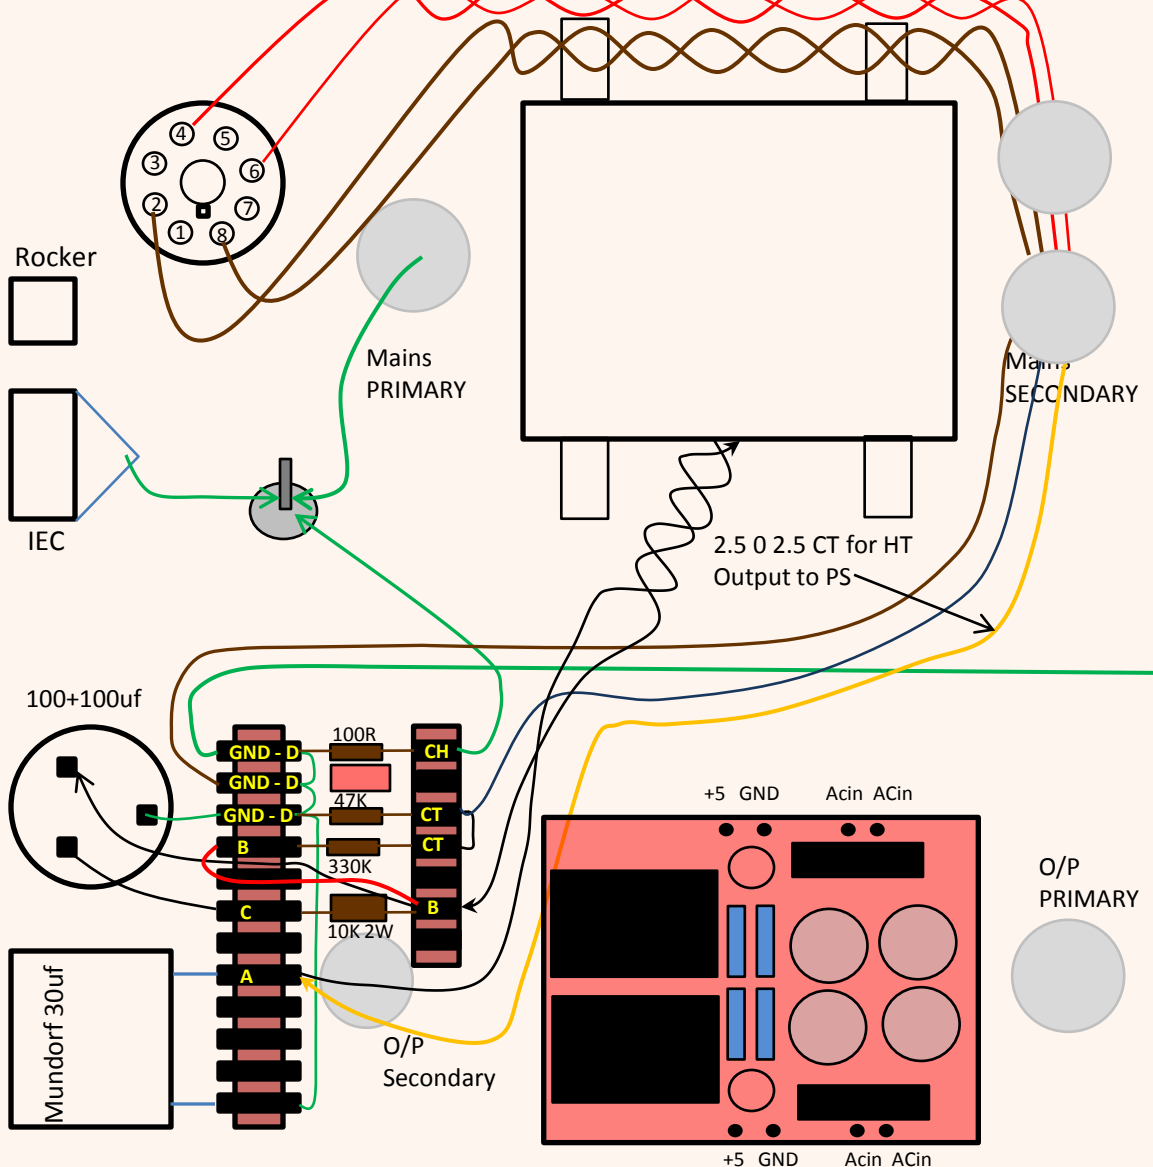 4
5
3
6
2
7
1
8
Rocker
Mains
PRIMARY
Mains
SECONDARY
IEC
2.5 0 2.5 CT for HT
Output to PS
100+100uf
100R
GND - D
CH
GND - D
47K
GND - D
CT
B
CT
330K
C
B
10K 2W
A
Mundorf 30uf
O/P
Secondary
+5 GND
Acin ACin
O/P
PRIMARY
+5 GND
Acin ACin